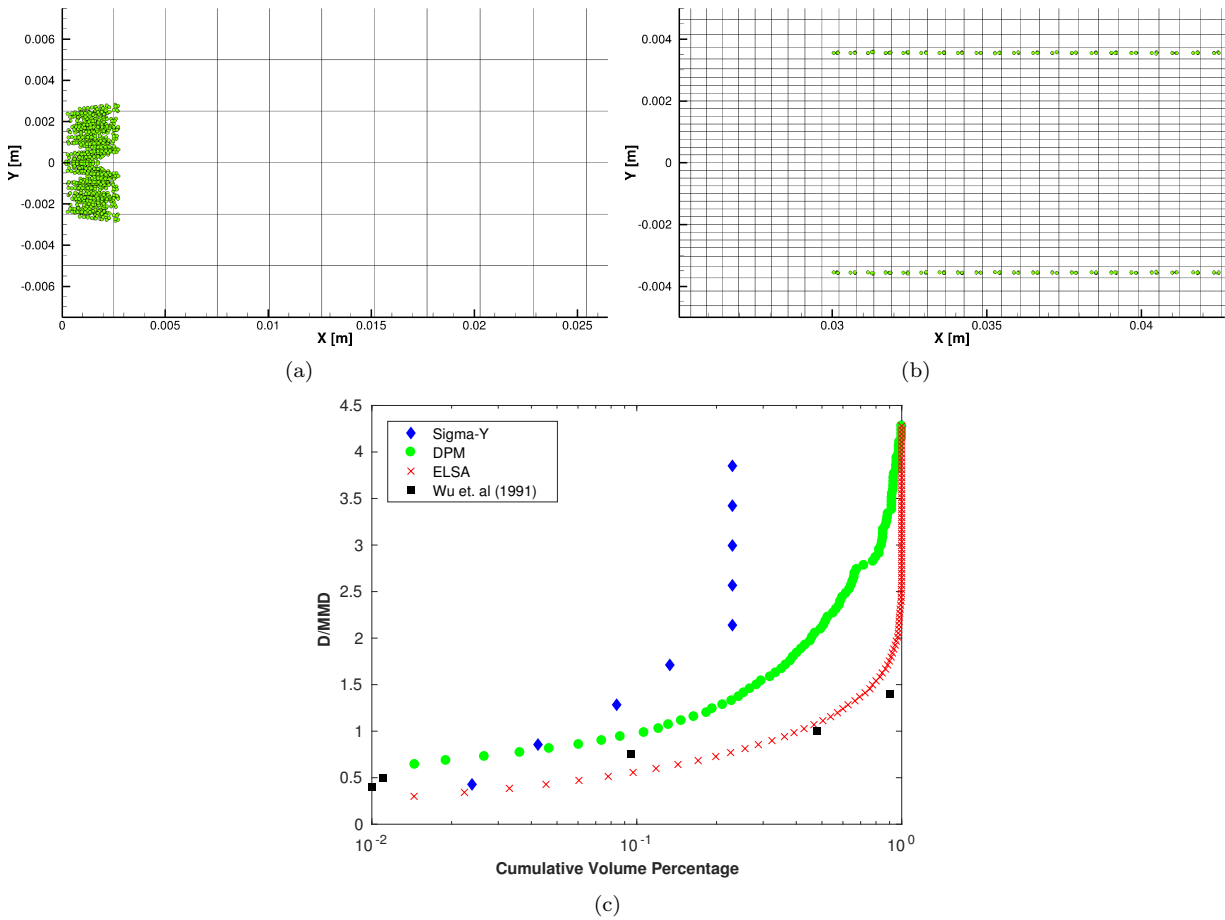 Y [m]
0.006
0.004
0.002
0
-0.002
-0.004
-0.006
0
0.005
0.01
0.015
0.02
0.025
X [m]
(a)
Y [m]
0.004
0.002
0
-0.002
-0.004
0.03
0.035
0.04
X [m]
(b)
D/MMD
4.5
4
3.5
3
2.5
2
1.5
1
0.5
0
Sigma-Y
DPM
ELSA
Wu et. al (1991)
10-2
10-1
100
Cumulative Volume Percentage
(c)